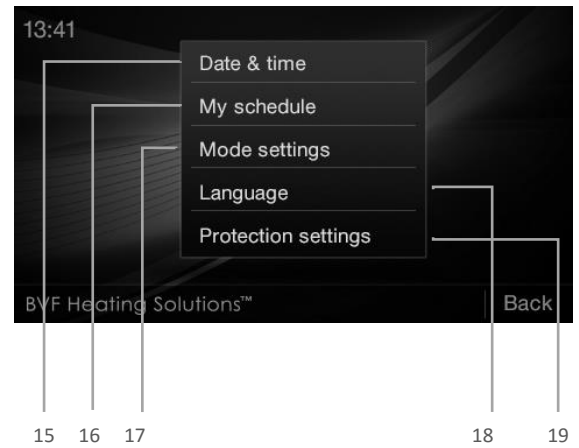 13:41
Date & time
My schedule
Mode settings
Language
Protection settings
BVF Heating Solutions™
Back
15 16 17 18 19